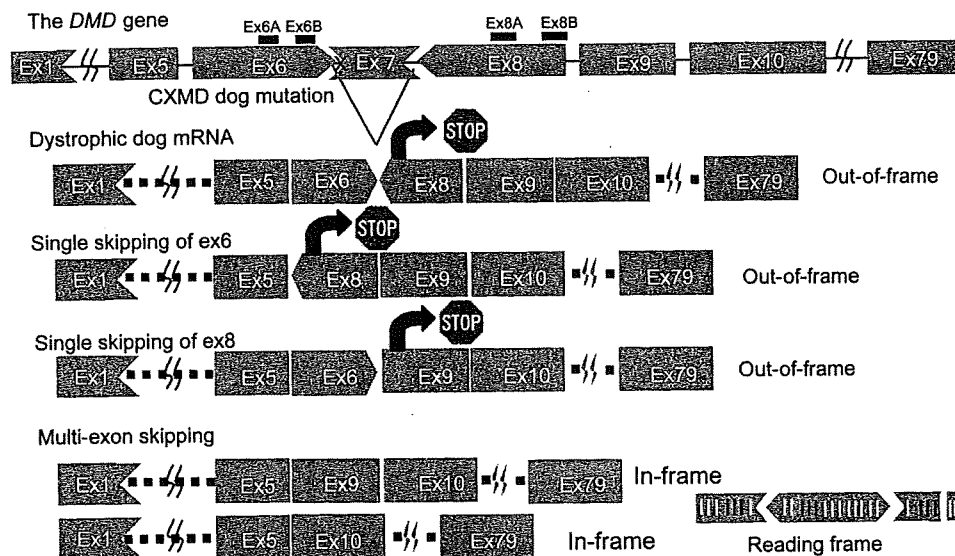 The DMD gene
Ex6A Ex6B Ex8A Ex8B
Ex1 Ex5 Ex6 Ex7 Ex8 Ex9 Ex10 Ex79
CXMD dog mutation
Dystrophic dog mRNA
STOP
Ex1 Ex5 Ex6 Ex8 Ex9 Ex10 Ex79 Out-of-frame
Single skipping of ex6
STOP
Ex1 Ex5 Ex8 Ex9 Ex10 Ex79 Out-of-frame
Single skipping of ex8
STOP
Ex1 Ex5 Ex6 Ex9 Ex10 Ex79 Out-of-frame
Multi-exon skipping
Ex1 Ex5 Ex9 Ex10 Ex79 In-frame
Ex1 Ex5 Ex10 Ex79 In-frame
Reading frame